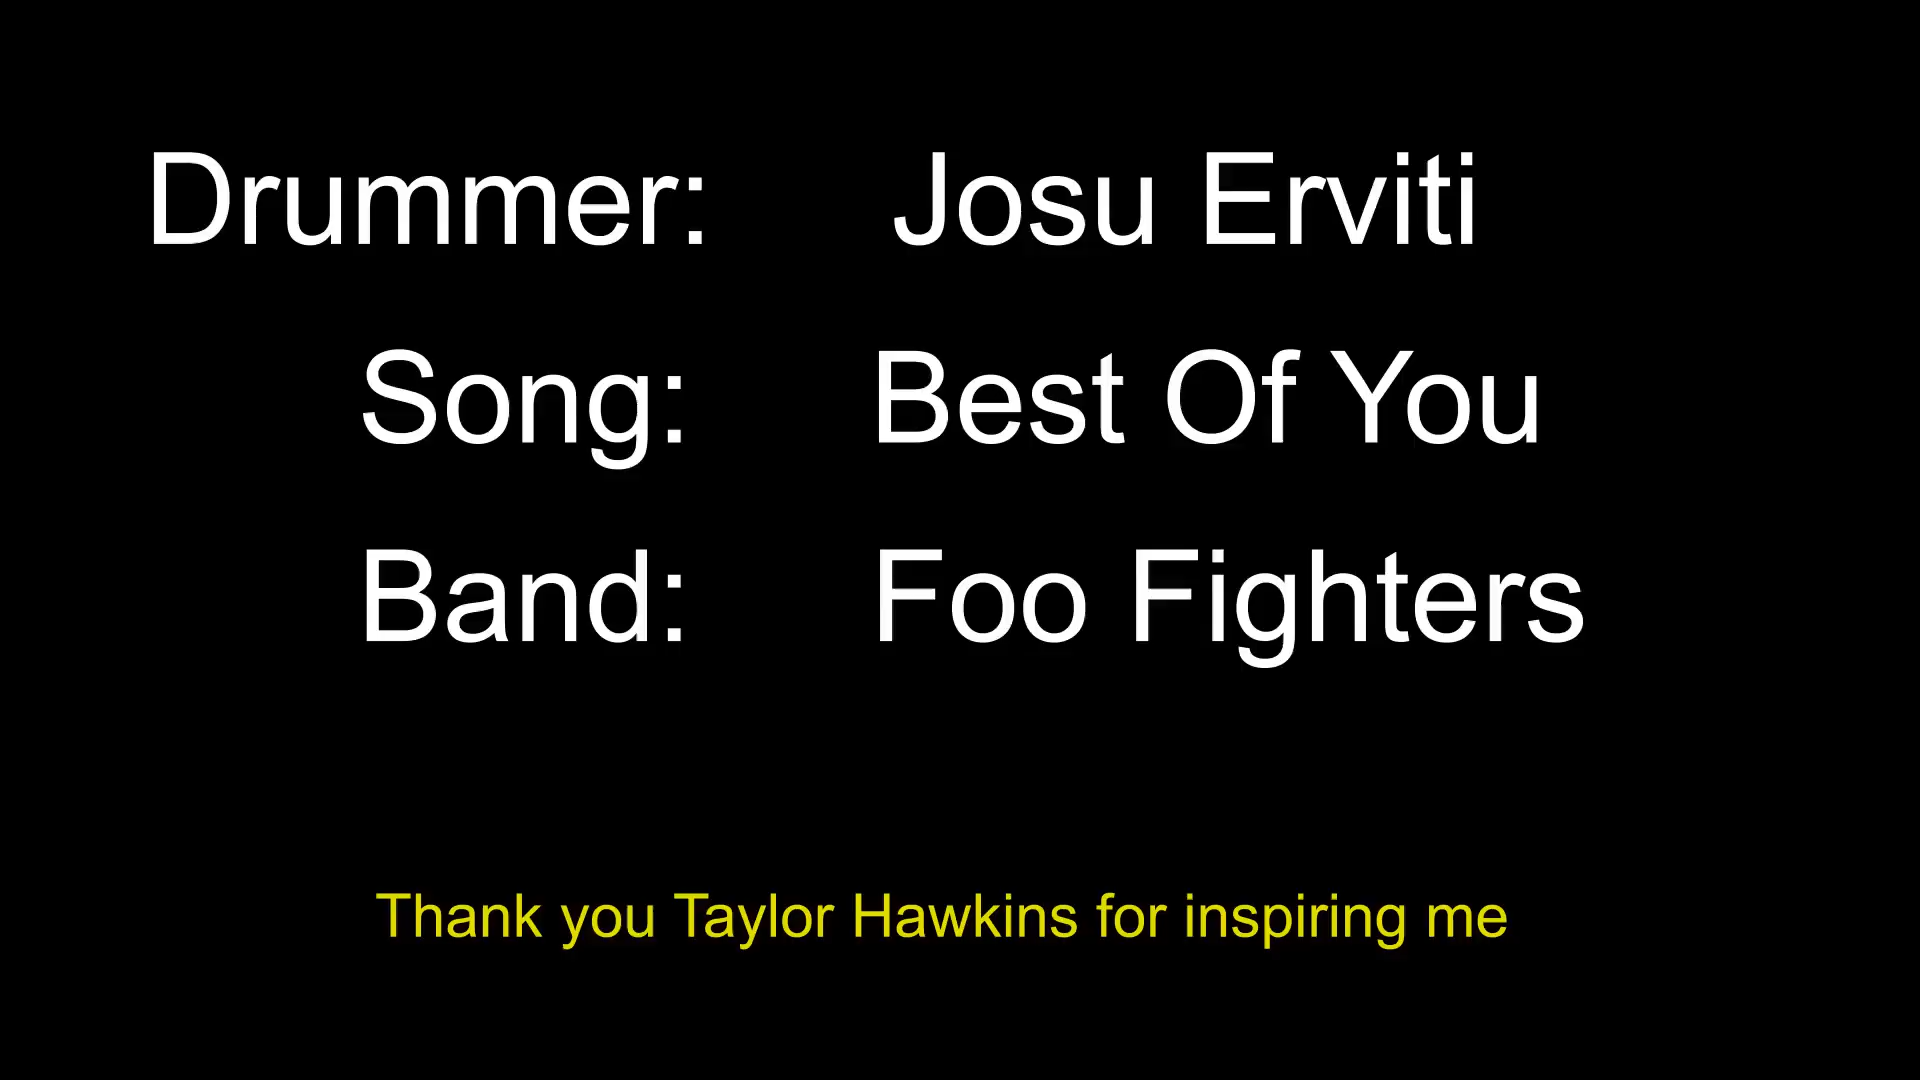 Drummer: Josu Erviti
Song: Best Of You
Band: Foo Fighters
Thank you Taylor Hawkins for inspiring me